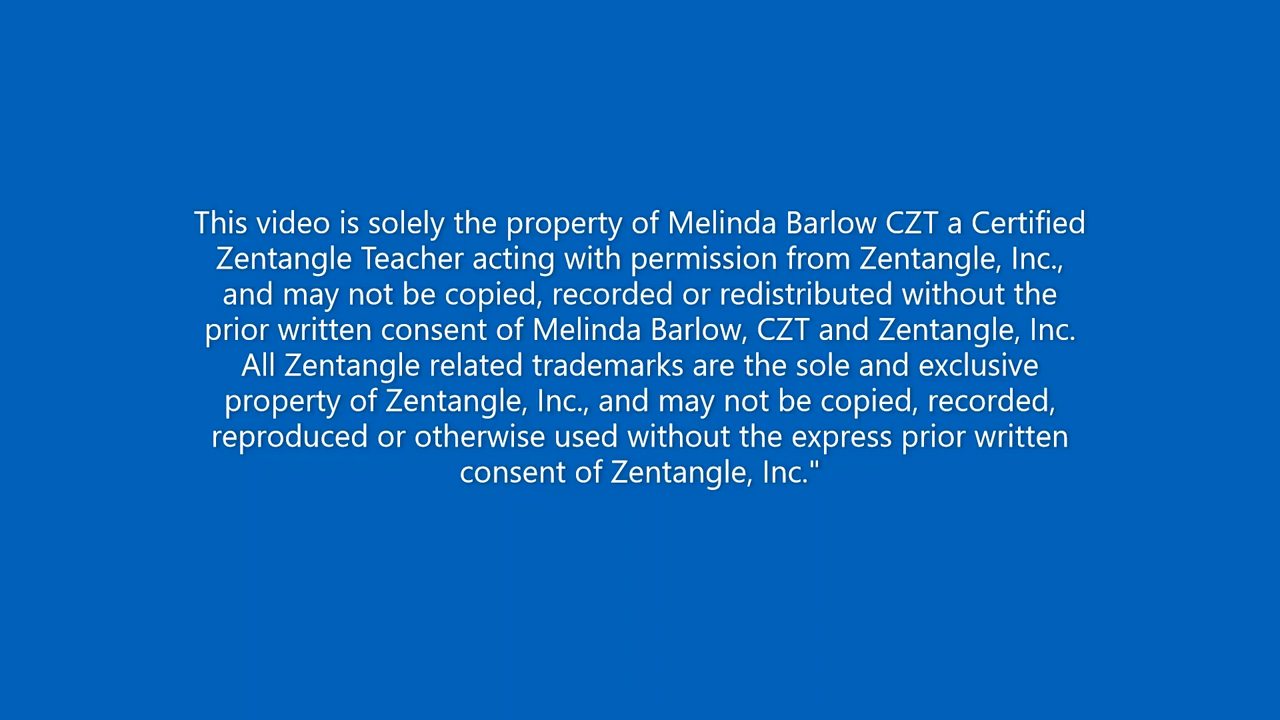 This video is solely the property of Melinda Barlow CZT a Certified
Zentangle Teacher acting with permission from Zentangle, Inc.,
and may not be copied, recorded or redistributed without the
prior written consent of Melinda Barlow, CZT and Zentangle, Inc.
All Zentangle related trademarks are the sole and exclusive
property of Zentangle, Inc., and may not be copied, recorded,
reproduced or otherwise used without the express prior written
consent of Zentangle, Inc."